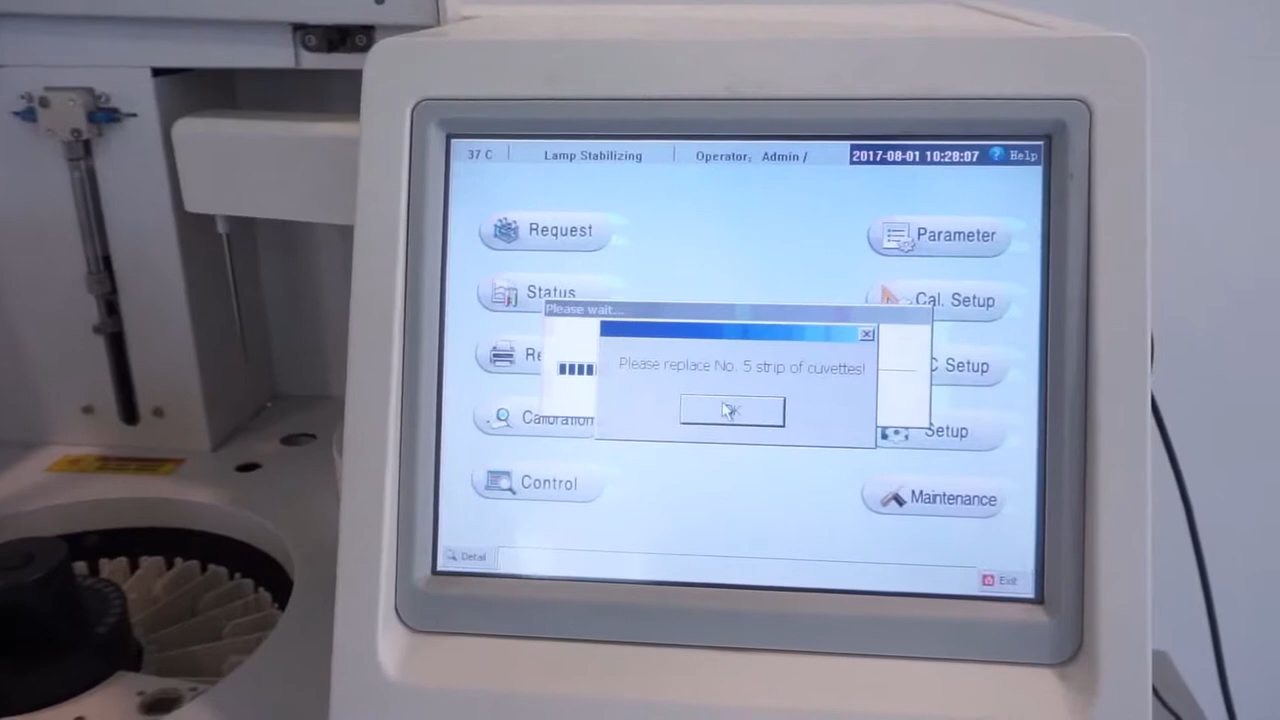 37 C
Lamp Stabilizing
Operator: Admin /
2017-08-01 10:28:07
? Help
Request
Parameter
Status
Cal. Setup
Please wait...
Please replace No. 5 strip of cuvettes!
Re
C Setup
OK
Calibration
Setup
Control
Maintenance
Detail
Exit